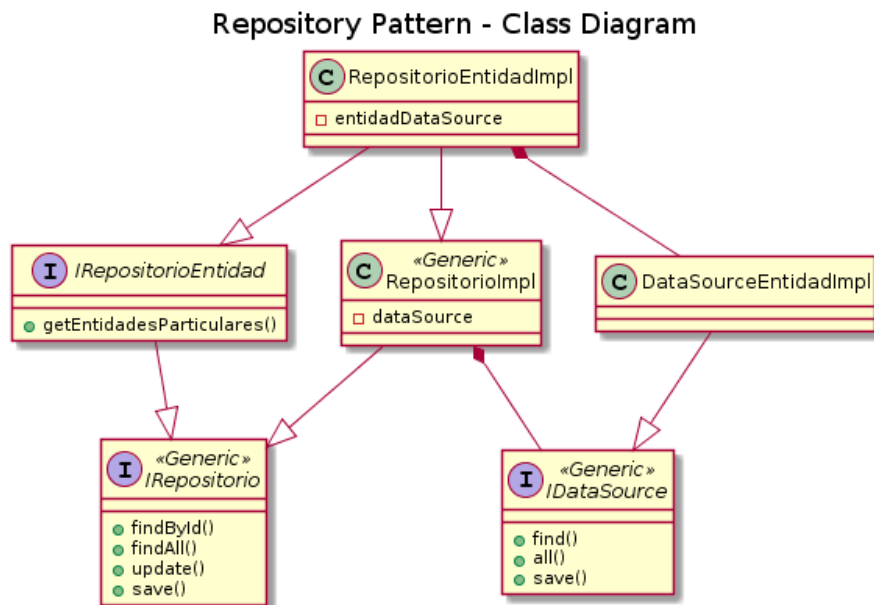 Repository Pattern - Class Diagram
C RepositorioEntidadImpl
entidadDataSource
I IRepositorioEntidad
getEntidadesParticulares()
«Generic»
C RepositorioImpl
dataSource
C DataSourceEntidadImpl
«Generic»
I IRepositorio
findById()
findAll()
update()
save()
«Generic»
I IDataSource
find()
all()
save()